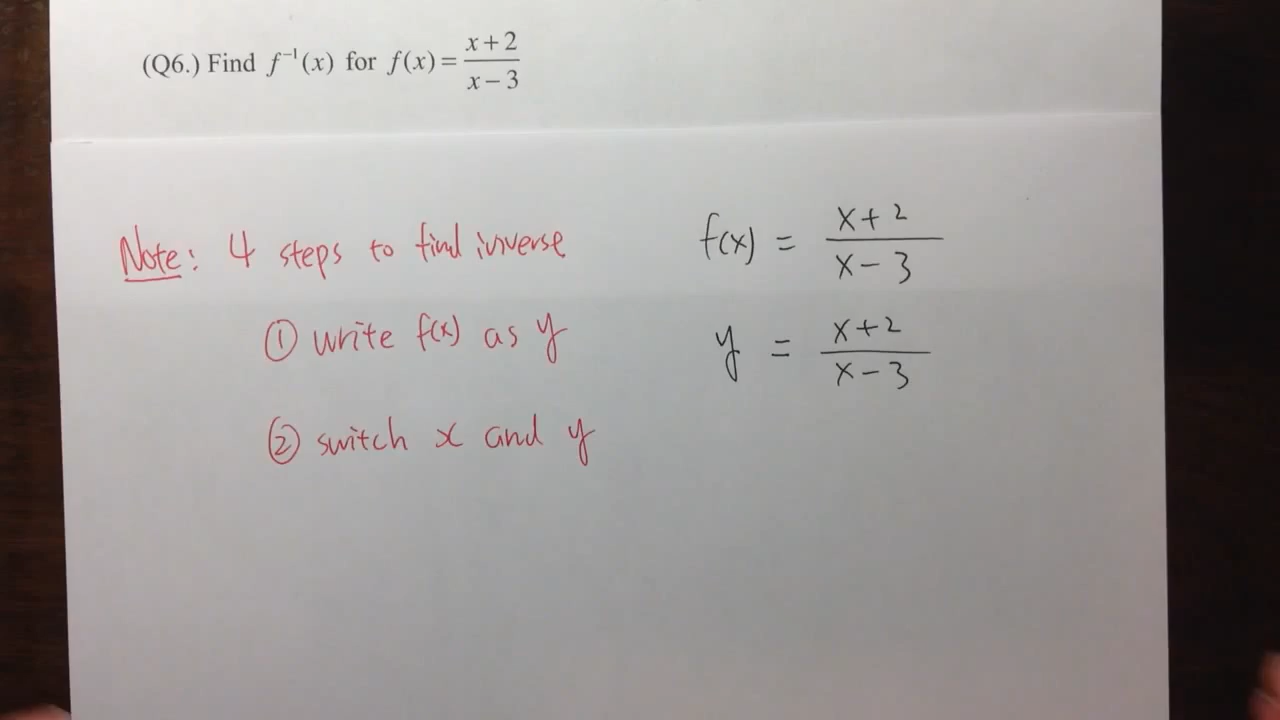 (Q6.) Find f⁻¹(x) for f(x) = (x+2)/(x−3)
Note: 4 steps to find inverse
① write f(x) as y
② switch x and y
f(x) = (x+2)/(x−3)
y = (x+2)/(x−3)